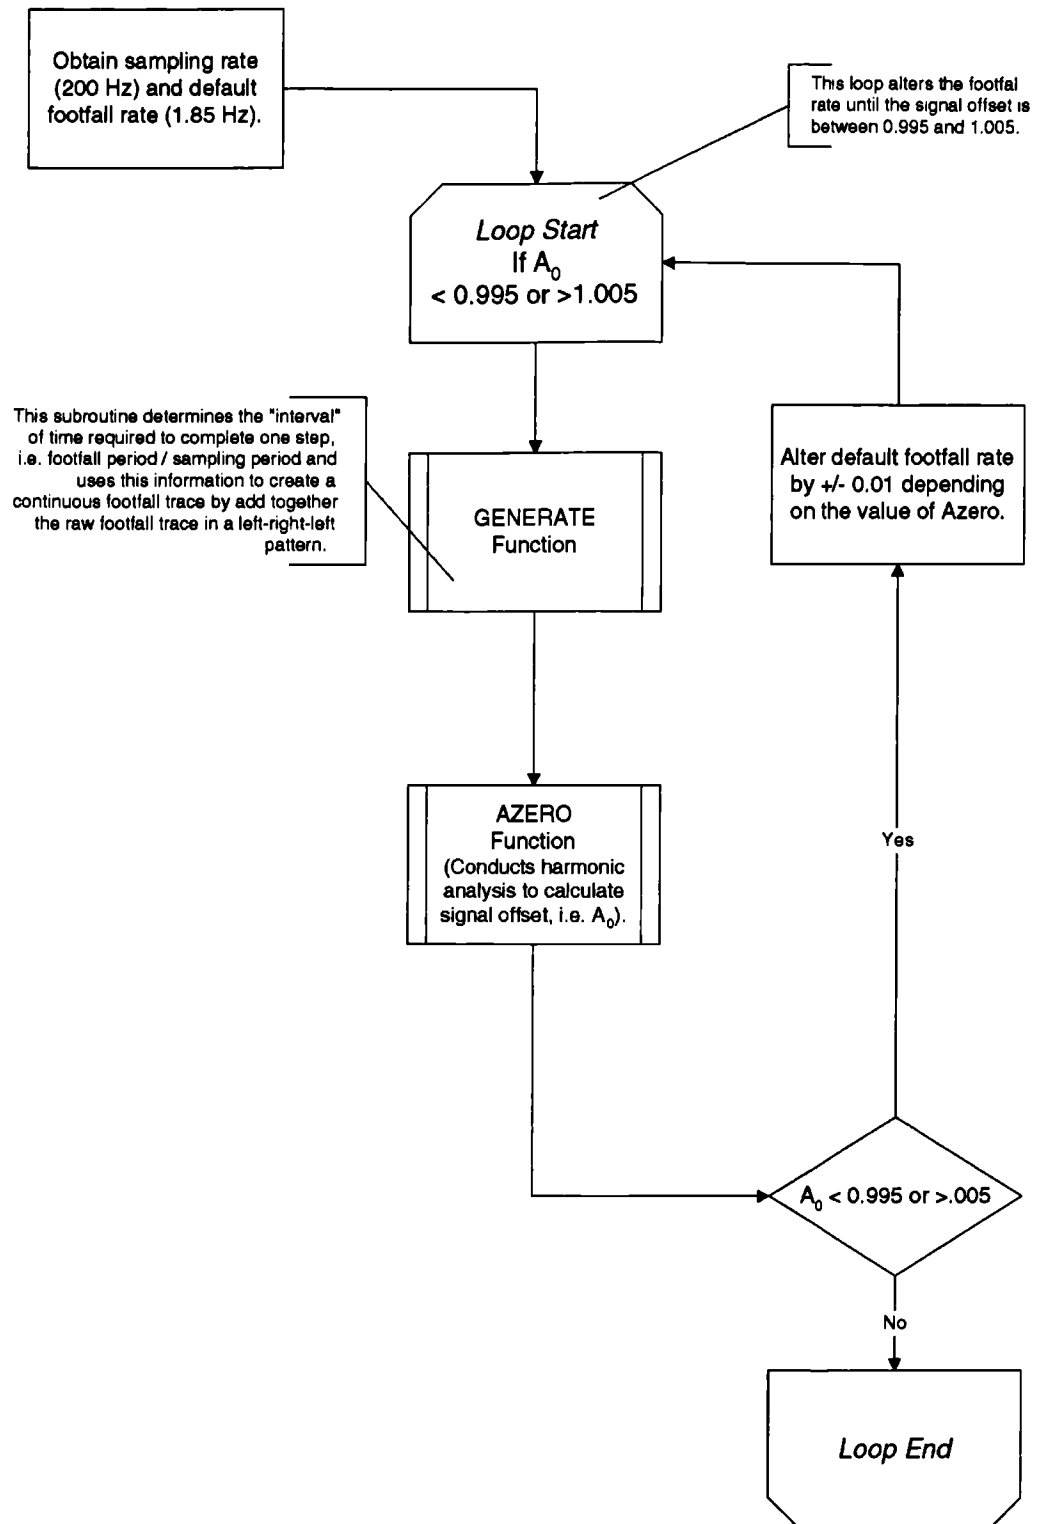 Obtain sampling rate
(200 Hz) and default
footfall rate (1.85 Hz).
This loop alters the footfal
rate until the signal offset is
between 0.995 and 1.005.
Loop Start
If A0
< 0.995 or >1.005
This subroutine determines the "interval"
of time required to complete one step,
i.e. footfall period / sampling period and
uses this information to create a
continuous footfall trace by add together
the raw footfall trace in a left-right-left
pattern.
GENERATE
Function
Alter default footfall rate
by +/- 0.01 depending
on the value of Azero.
AZERO
Function
(Conducts harmonic
analysis to calculate
signal offset, i.e. A0).
Yes
A0 < 0.995 or >.005
No
Loop End